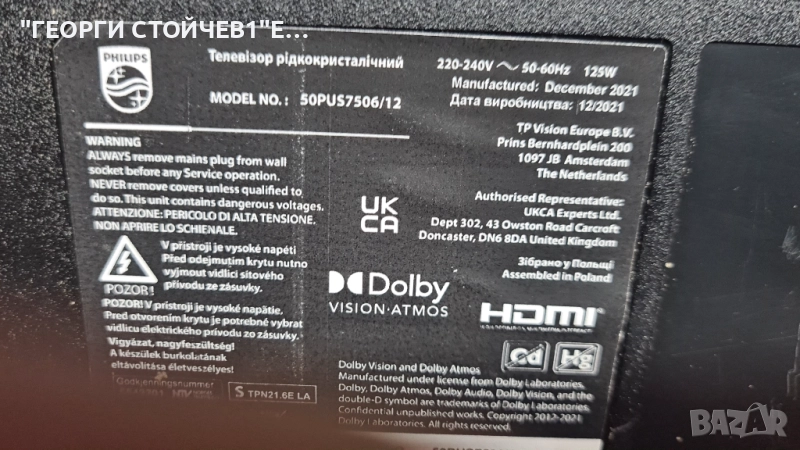 "ГЕОРГИ СТОЙЧЕВ1"Е...
PHILIPS
Телевізор рідкокристалічний
MODEL NO.: 50PUS7506/12
220-240V ~ 50-60Hz 125W
Manufactured: December 2021
Дата виробництва: 12/2021
TP Vision Europe B.V.
Prins Bernhardplein 200
1097 JB Amsterdam
The Netherlands
WARNING
ALWAYS remove mains plug from wall
socket before any Service operation.
NEVER remove covers unless qualified to
do so. This unit contains dangerous voltages.
ATTENZIONE: PERICOLO DI ALTA TENSIONE.
NON APRIRE LO SCHIENALE.
UK
CA
Authorised Representative:
UKCA Experts Ltd.
Dept 302, 43 Owston Road Carcroft
Doncaster, DN6 8DA United Kingdom
V přístroji je vysoké napětí
Před odejmutím krytu nutno
vyjmout vidlici síťového
přívodu ze zásuvky.
POZOR!
POZOR! V prístroji je vysoké napätie.
Pred otvorením krytu je potrebné vybrat
vidlicu elektrického prívodu zo zásuvky.
Vigyázat, nagyfeszültség!
A készülek burkolatának
eltávolítása életveszélyes!
Godkjenningsnummer
S TPN21.6E LA
Dolby
VISION·ATMOS
Зібрано у Польщі
Assembled in Poland
HDMI
Cd
Hg
Dolby Vision and Dolby Atmos
Manufactured under license from Dolby Laboratories.
Dolby, Dolby Atmos, Dolby Audio, Dolby Vision, and the
double-D symbol are trademarks of Dolby Laboratories.
Confidential unpublished works. Copyright 2012-2021
Dolby Laboratories. All rights reserved.
BAZAR